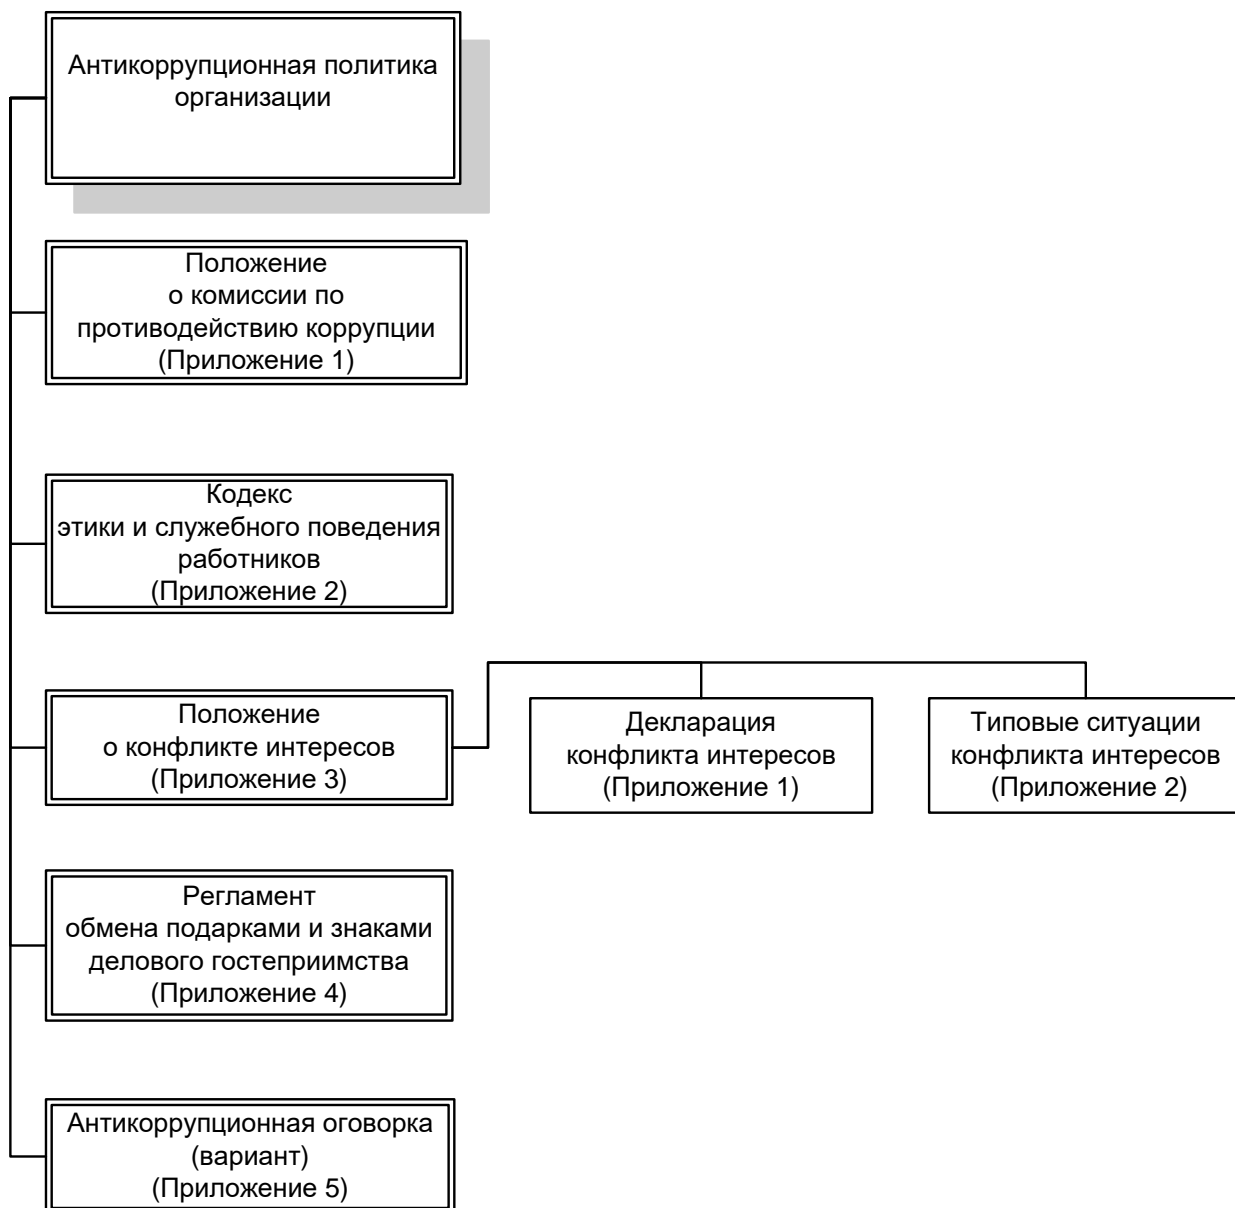 Антикоррупционная политика
организации
Положение
о комиссии по
противодействию коррупции
(Приложение 1)
Кодекс
этики и служебного поведения
работников
(Приложение 2)
Положение
о конфликте интересов
(Приложение 3)
Декларация
конфликта интересов
(Приложение 1)
Типовые ситуации
конфликта интересов
(Приложение 2)
Регламент
обмена подарками и знаками
делового гостеприимства
(Приложение 4)
Антикоррупционная оговорка
(вариант)
(Приложение 5)